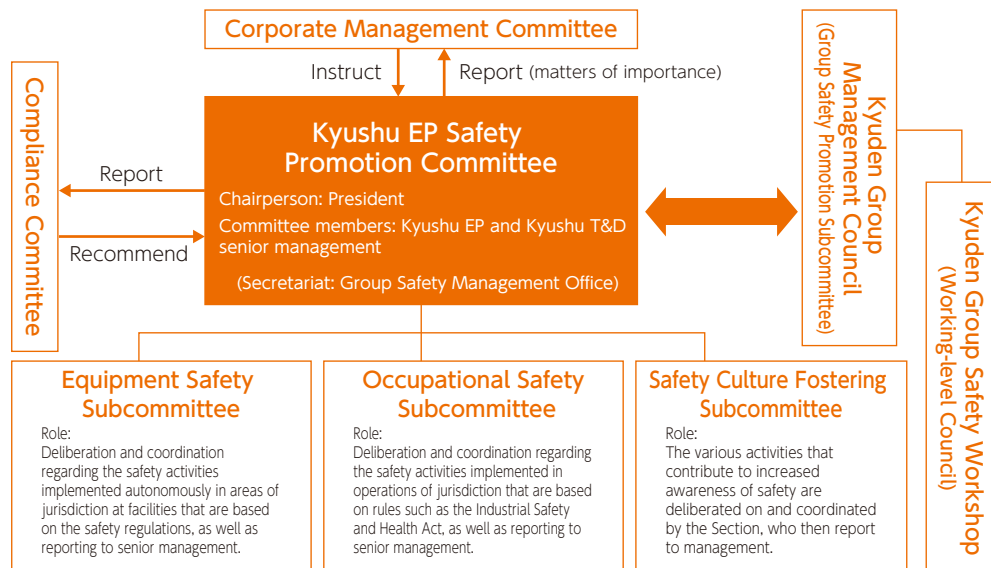 Corporate Management Committee
Instruct
Report (matters of importance)
Compliance Committee
Report
Recommend
Kyushu EP Safety
Promotion Committee
Chairperson: President
Committee members: Kyushu EP and Kyushu T&D
senior management
(Secretariat: Group Safety Management Office)
Kyuden Group
Management Council
(Group Safety Promotion Subcommittee)
Kyuden Group Safety Workshop
(Working-level Council)
Equipment Safety
Subcommittee
Role:
Deliberation and coordination
regarding the safety activities
implemented autonomously in areas of
jurisdiction at facilities that are based
on the safety regulations, as well as
reporting to senior management.
Occupational Safety
Subcommittee
Role:
Deliberation and coordination regarding
the safety activities implemented in
operations of jurisdiction that are based
on rules such as the Industrial Safety
and Health Act, as well as reporting to
senior management.
Safety Culture Fostering
Subcommittee
Role:
The various activities that
contribute to increased
awareness of safety are
deliberated on and coordinated
by the Section, who then report
to management.